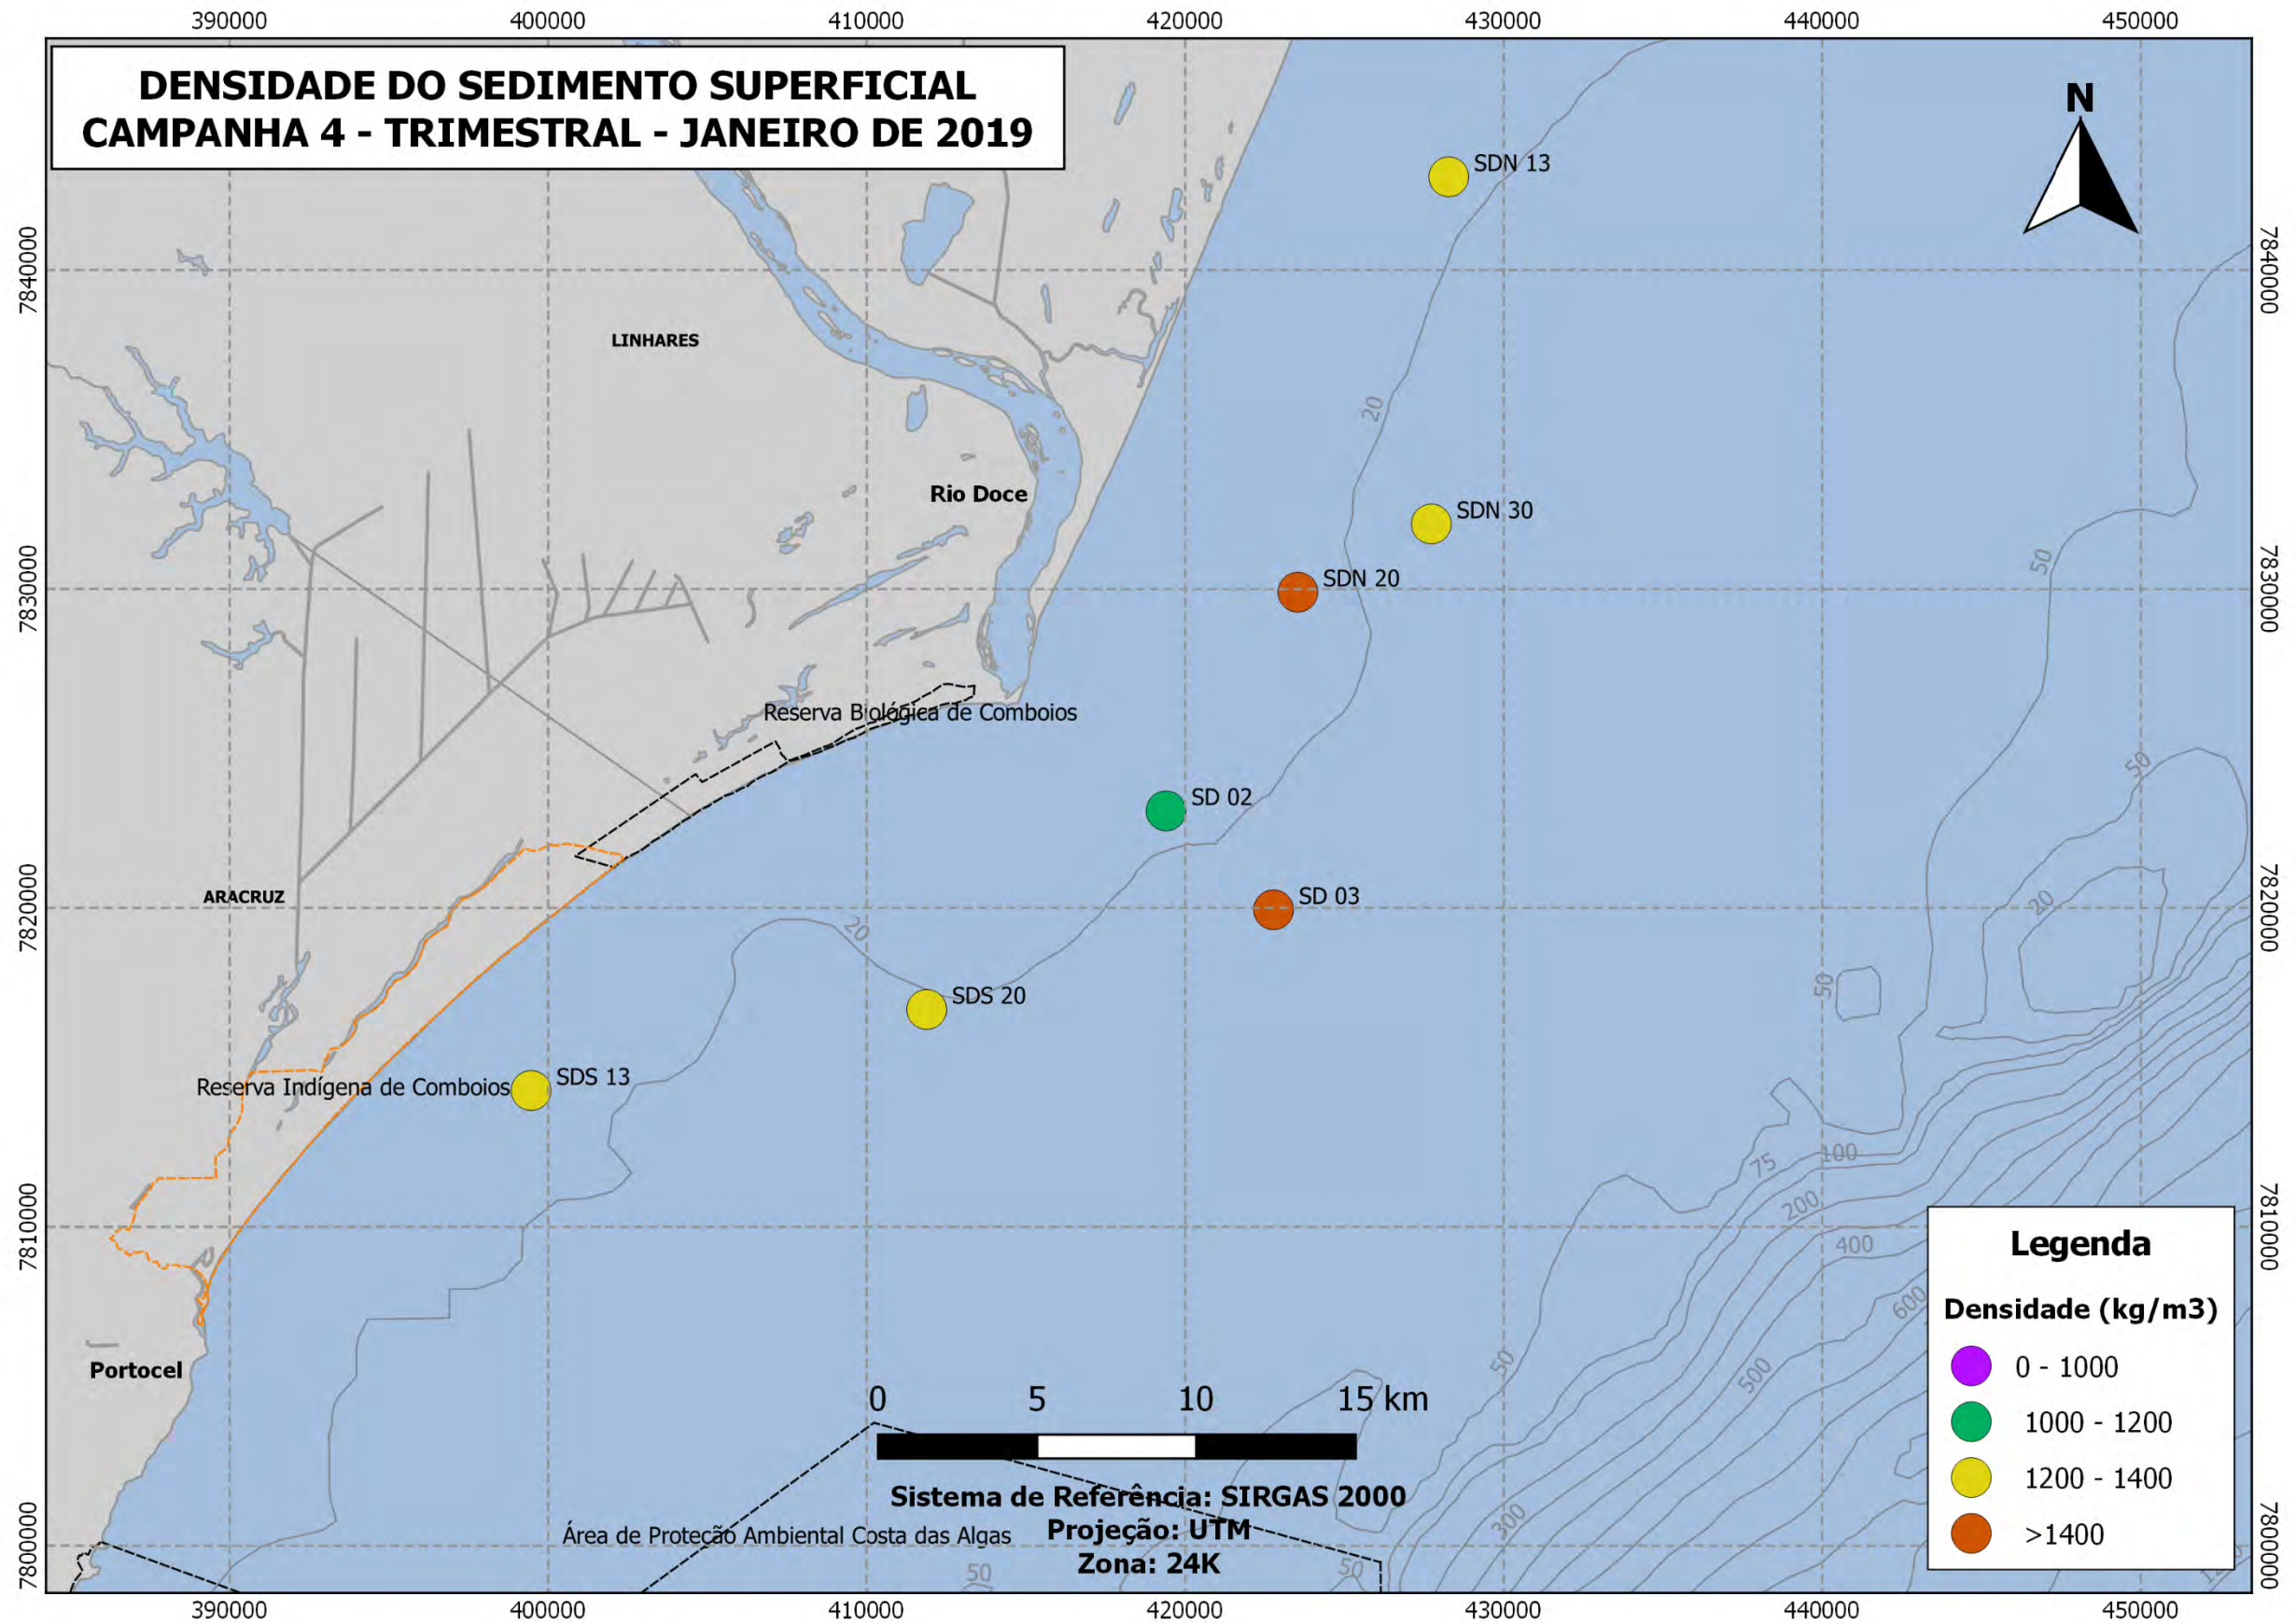 390000 400000 410000 420000 430000 440000 450000
DENSIDADE DO SEDIMENTO SUPERFICIAL
CAMPANHA 4 - TRIMESTRAL - JANEIRO DE 2019
N
SDN 13
7840000 7840000
LINHARES
20
Rio Doce
SDN 30
50
SDN 20
7830000 7830000
Reserva Biológica de Comboios
50
SD 02
ARACRUZ
SD 03
20
7820000 7820000
20
50
SDS 20
SDS 13
Reserva Indígena de Comboios
100
75
200
7810000 7810000
400
600
Portocel
50
500
0 5 10 15 km
Sistema de Referência: SIRGAS 2000
Projeção: UTM
Zona: 24K
300
Área de Proteção Ambiental Costa das Algas
7800000 7800000
50
50
Legenda
Densidade (kg/m3)
0 - 1000
1000 - 1200
1200 - 1400
>1400
390000 400000 410000 420000 430000 440000 450000